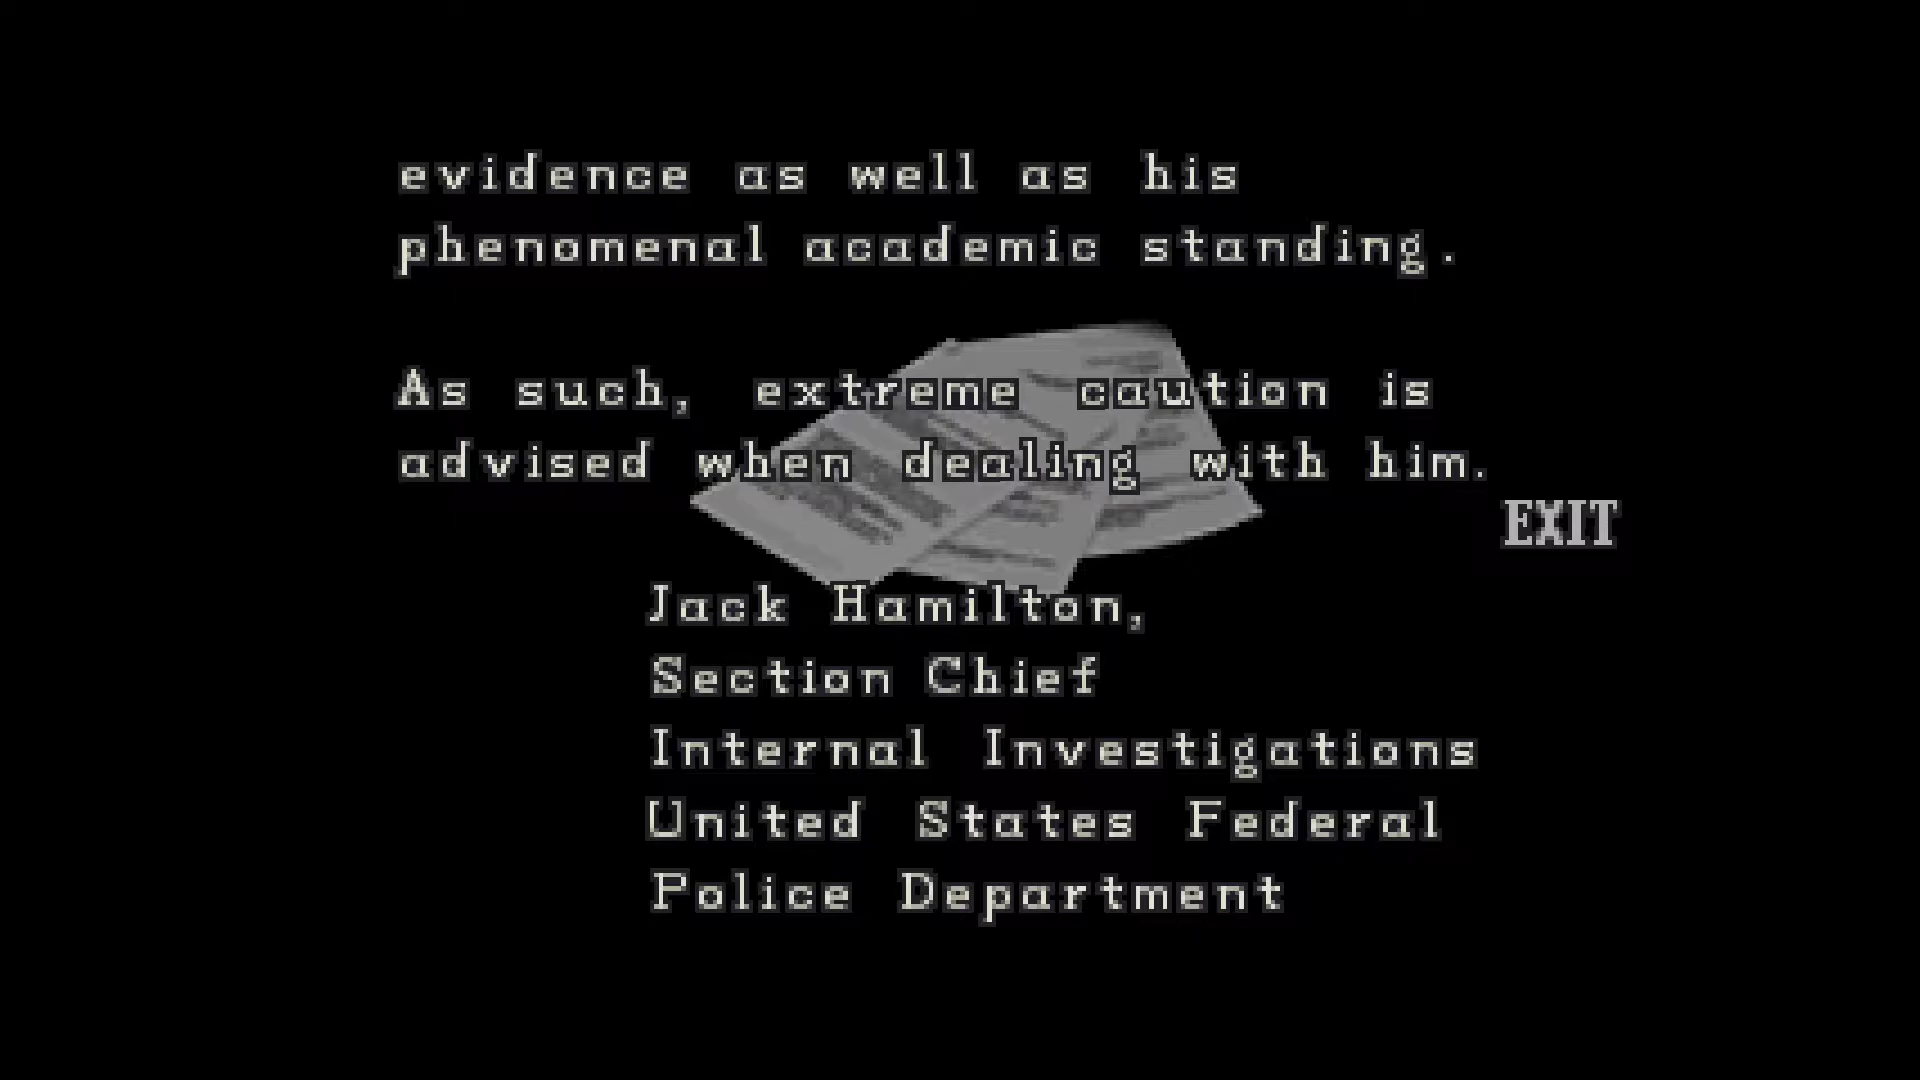 evidence as well as his
phenomenal academic standing.
As such, extreme caution is
advised when dealing with him.
EXIT
Jack Hamilton,
Section Chief
Internal Investigations
United States Federal
Police Department